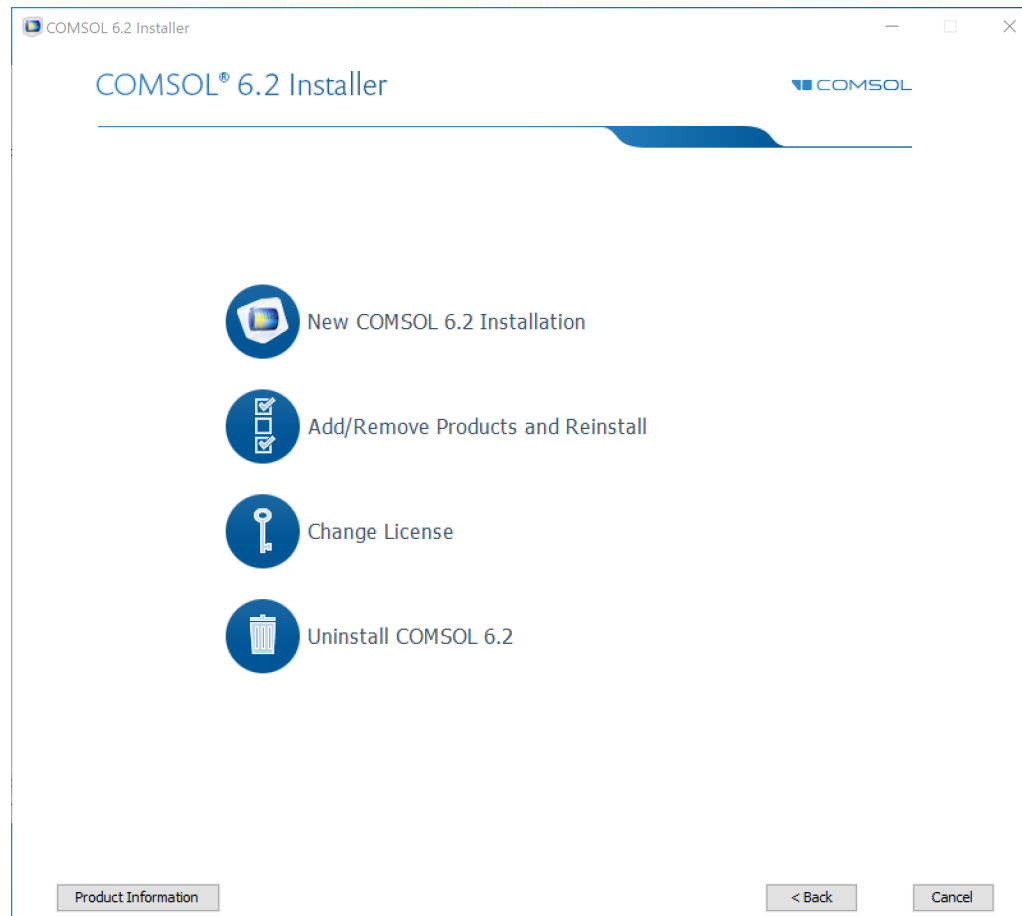 COMSOL 6.2 Installer
COMSOL® 6.2 Installer
COMSOL
New COMSOL 6.2 Installation
Add/Remove Products and Reinstall
Change License
Uninstall COMSOL 6.2
Product Information
< Back
Cancel